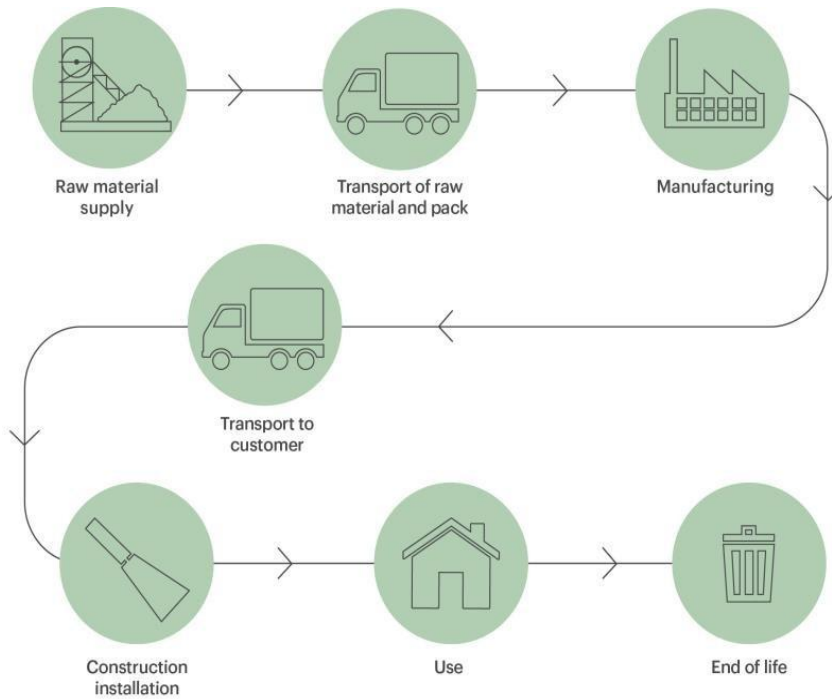 Raw material
supply
Transport of raw
material and pack
Manufacturing
Transport to
customer
Construction
installation
Use
End of life